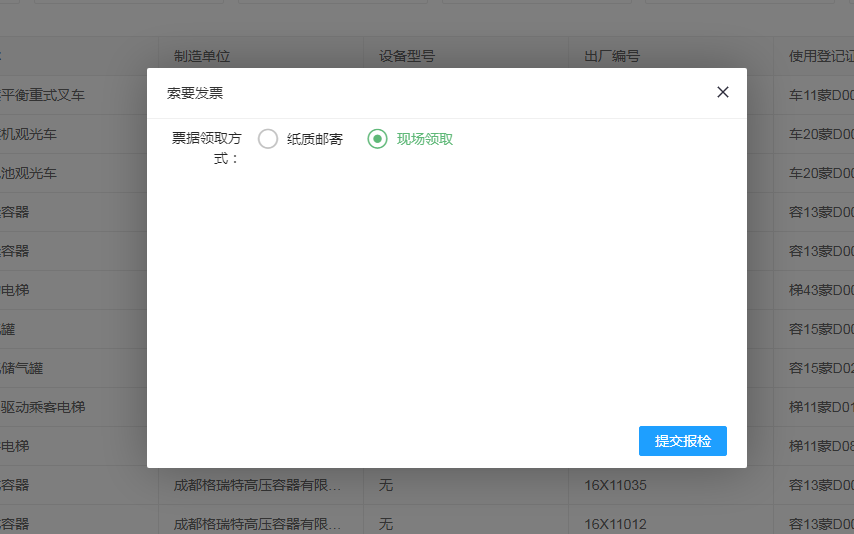 制造单位 设备型号 出厂编号 使用登记证
平衡重式叉车 车11蒙D00
索要发票
机观光车 车20蒙D00
票据领取方式： 纸质邮寄 现场领取
池观光车 车20蒙D00
容器 容13蒙D00
容器 容13蒙D00
电梯 梯43蒙D00
罐 容15蒙D00
储气罐 容15蒙D02
驱动乘客电梯 梯11蒙D01
电梯 梯11蒙D08
提交报检
容器 成都格瑞特高压容器有限... 无 16X11035 容13蒙D00
容器 成都格瑞特高压容器有限... 无 16X11012 容13蒙D00